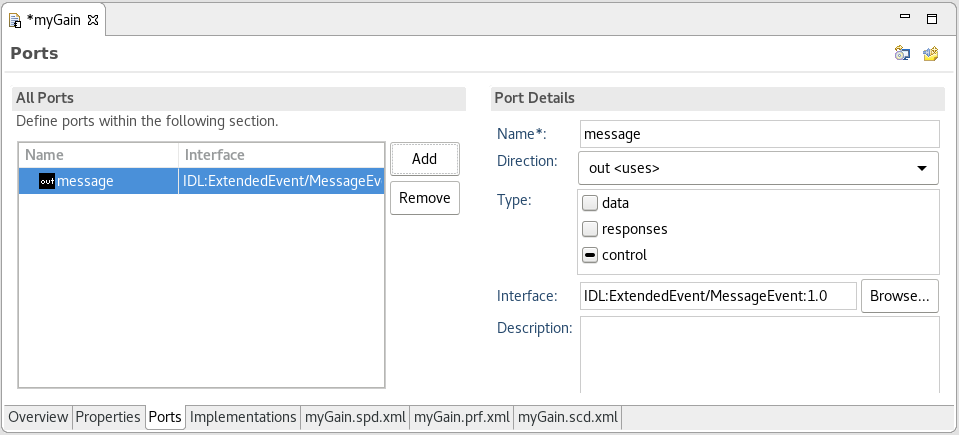 *myGain
Ports
All Ports
Define ports within the following section.
Name Interface
out message IDL:ExtendedEvent/MessageEv
Add
Remove
Port Details
Name*: message
Direction: out <uses>
Type: data
responses
control
Interface: IDL:ExtendedEvent/MessageEvent:1.0 Browse...
Description:
Overview Properties Ports Implementations myGain.spd.xml myGain.prf.xml myGain.scd.xml